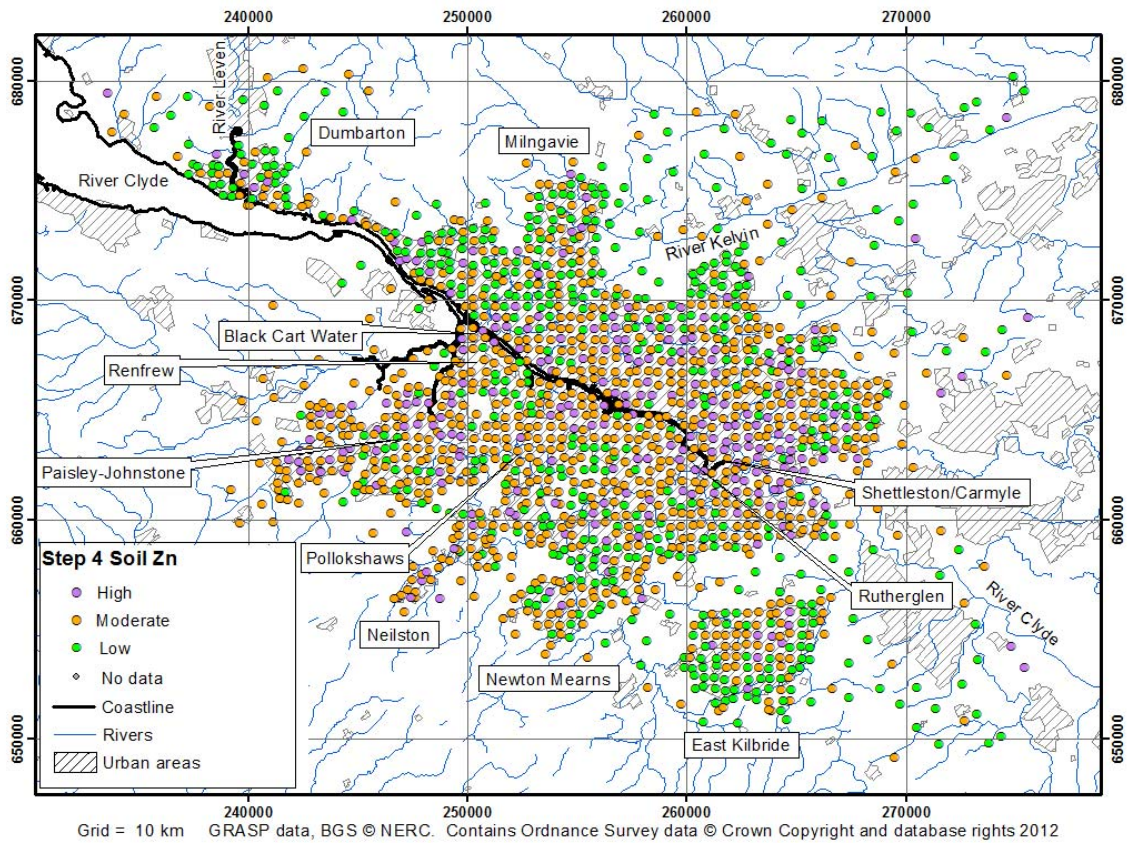 240000 250000 260000 270000
680000 680000
River Leven
Dumbarton
Milngavie
River Clyde
River Kelvin
670000 670000
Black Cart Water
Renfrew
Paisley-Johnstone
Shettleston/Carmyle
660000 660000
Pollokshaws
Rutherglen
River Clyde
Neilston
Newton Mearns
East Kilbride
650000 650000
Step 4 Soil Zn
High
Moderate
Low
No data
Coastline
Rivers
Urban areas
240000 250000 260000 270000
Grid = 10 km GRASP data, BGS © NERC. Contains Ordnance Survey data © Crown Copyright and database rights 2012